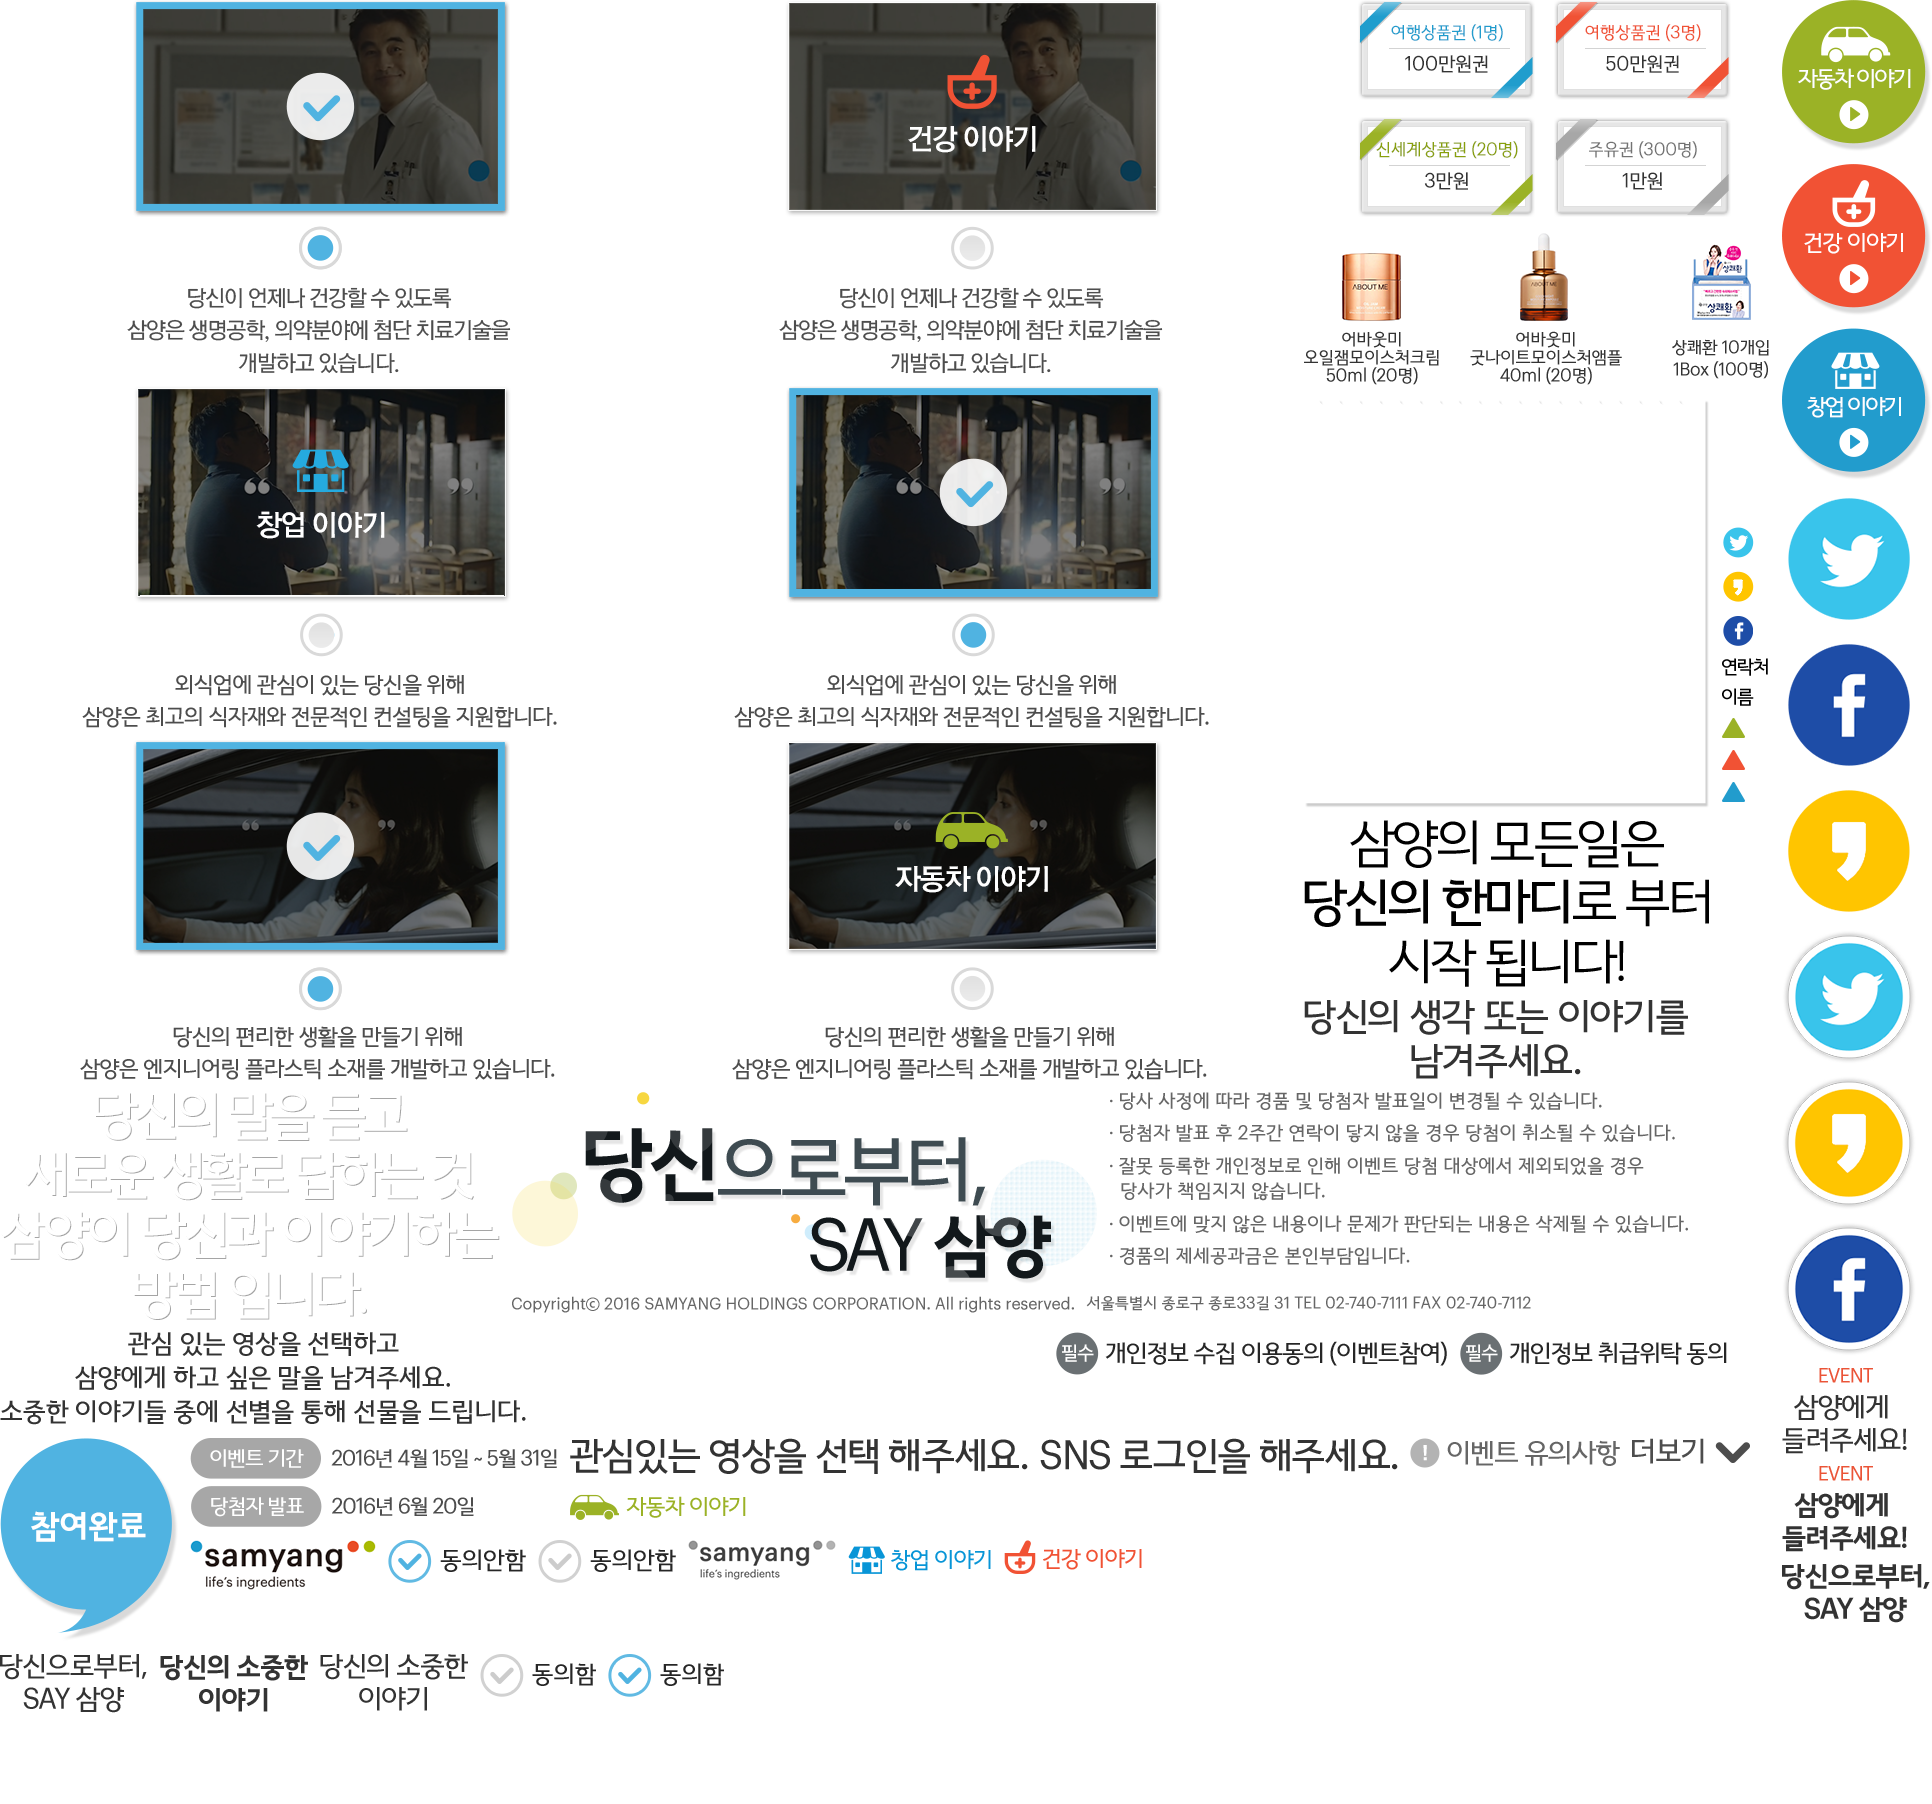 당신이 언제나 건강할 수 있도록
삼양은 생명공학, 의약분야에 첨단 치료기술을
개발하고 있습니다.
건강 이야기
당신이 언제나 건강할 수 있도록
삼양은 생명공학, 의약분야에 첨단 치료기술을
개발하고 있습니다.
여행상품권 (1명)
100만원권
여행상품권 (3명)
50만원권
신세계상품권 (20명)
3만원
주유권 (300명)
1만원
ABOUT ME
어바웃미
오일잼모이스처크림
50ml (20명)
ABOUT ME
어바웃미
굿나이트모이스처앰플
40ml (20명)
상쾌환
상쾌환
상쾌환 10개입
1Box (100명)
자동차 이야기
건강 이야기
창업 이야기
“ ”
창업 이야기
외식업에 관심이 있는 당신을 위해
삼양은 최고의 식자재와 전문적인 컨설팅을 지원합니다.
“ ”
외식업에 관심이 있는 당신을 위해
삼양은 최고의 식자재와 전문적인 컨설팅을 지원합니다.
연락처
이름
“ ”
당신의 편리한 생활을 만들기 위해
삼양은 엔지니어링 플라스틱 소재를 개발하고 있습니다.
“ ”
자동차 이야기
당신의 편리한 생활을 만들기 위해
삼양은 엔지니어링 플라스틱 소재를 개발하고 있습니다.
삼양의 모든일은
당신의 한마디로 부터
시작 됩니다!
당신의 생각 또는 이야기를
남겨주세요.
당신의 말을 듣고
새로운 생활로 답하는 것
삼양이 당신과 이야기하는
방법 입니다.
당신으로부터,
SAY 삼양
· 당사 사정에 따라 경품 및 당첨자 발표일이 변경될 수 있습니다.
· 당첨자 발표 후 2주간 연락이 닿지 않을 경우 당첨이 취소될 수 있습니다.
· 잘못 등록한 개인정보로 인해 이벤트 당첨 대상에서 제외되었을 경우
당사가 책임지지 않습니다.
· 이벤트에 맞지 않은 내용이나 문제가 판단되는 내용은 삭제될 수 있습니다.
· 경품의 제세공과금은 본인부담입니다.
Copyright© 2016 SAMYANG HOLDINGS CORPORATION. All rights reserved. 서울특별시 종로구 종로33길 31 TEL 02-740-7111 FAX 02-740-7112
관심 있는 영상을 선택하고
삼양에게 하고 싶은 말을 남겨주세요.
소중한 이야기들 중에 선별을 통해 선물을 드립니다.
필수 개인정보 수집 이용동의 (이벤트참여)
필수 개인정보 취급위탁 동의
EVENT
삼양에게
들려주세요!
EVENT
삼양에게
들려주세요!
당신으로부터,
SAY 삼양
참여완료
이벤트 기간 2016년 4월 15일 ~ 5월 31일
관심있는 영상을 선택 해주세요. SNS 로그인을 해주세요.
! 이벤트 유의사항 더보기
당첨자 발표 2016년 6월 20일
자동차 이야기
samyang
life's ingredients
동의안함
동의안함
samyang
life's ingredients
창업 이야기
건강 이야기
당신으로부터,
SAY 삼양
당신의 소중한
이야기
당신의 소중한
이야기
동의함
동의함